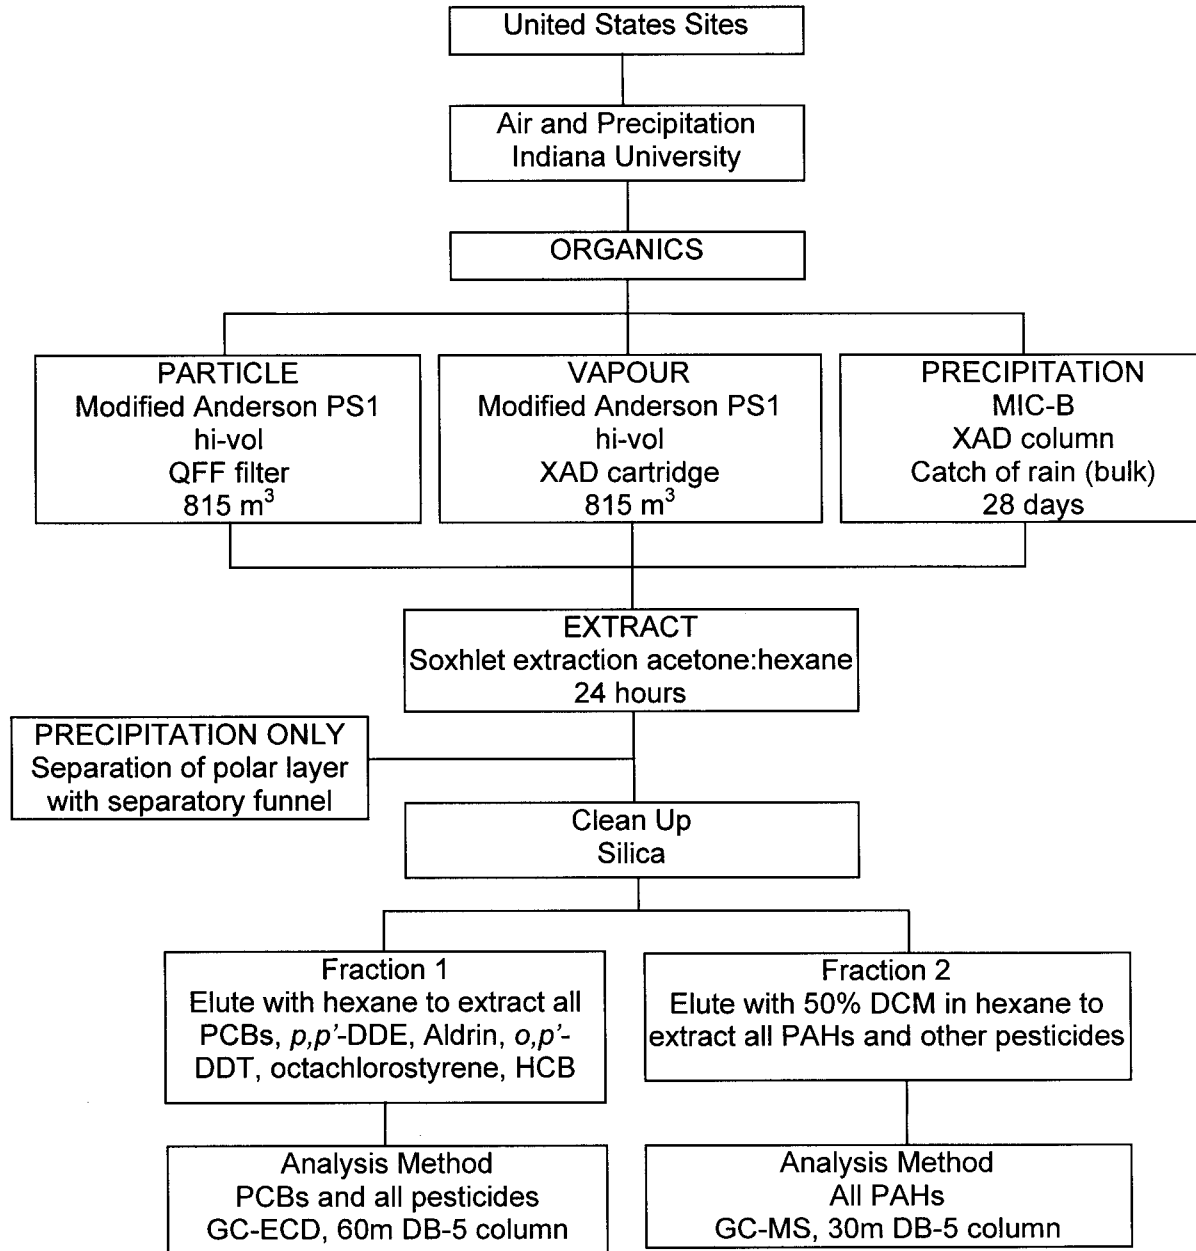 United States Sites
Air and Precipitation
Indiana University
ORGANICS
PARTICLE
Modified Anderson PS1
hi-vol
QFF filter
815 m³
VAPOUR
Modified Anderson PS1
hi-vol
XAD cartridge
815 m³
PRECIPITATION
MIC-B
XAD column
Catch of rain (bulk)
28 days
EXTRACT
Soxhlet extraction acetone:hexane
24 hours
PRECIPITATION ONLY
Separation of polar layer
with separatory funnel
Clean Up
Silica
Fraction 1
Elute with hexane to extract all
PCBs, p,p'-DDE, Aldrin, o,p'-
DDT, octachlorostyrene, HCB
Fraction 2
Elute with 50% DCM in hexane to
extract all PAHs and other pesticides
Analysis Method
PCBs and all pesticides
GC-ECD, 60m DB-5 column
Analysis Method
All PAHs
GC-MS, 30m DB-5 column